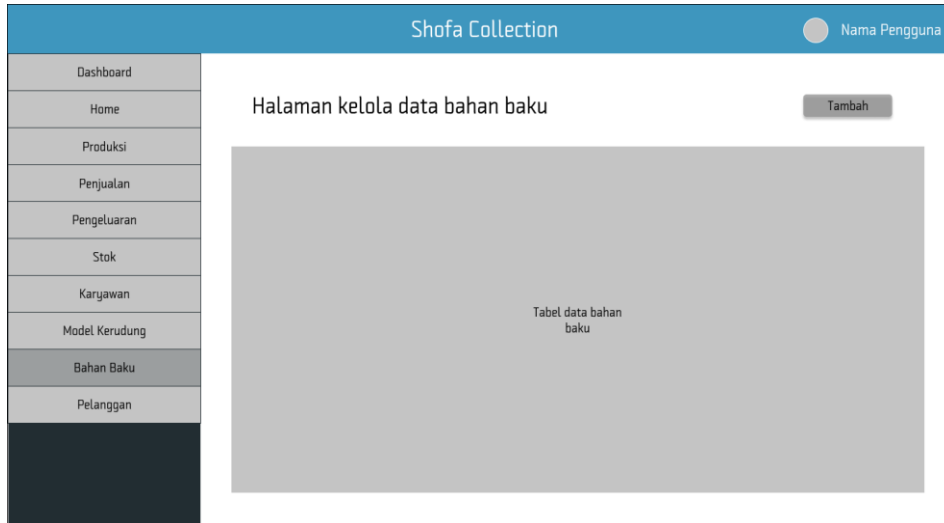 Shofa Collection
Nama Pengguna
Dashboard
Home
Produksi
Penjualan
Pengeluaran
Stok
Karyawan
Model Kerudung
Bahan Baku
Pelanggan
Halaman kelola data bahan baku
Tambah
Tabel data bahan
baku